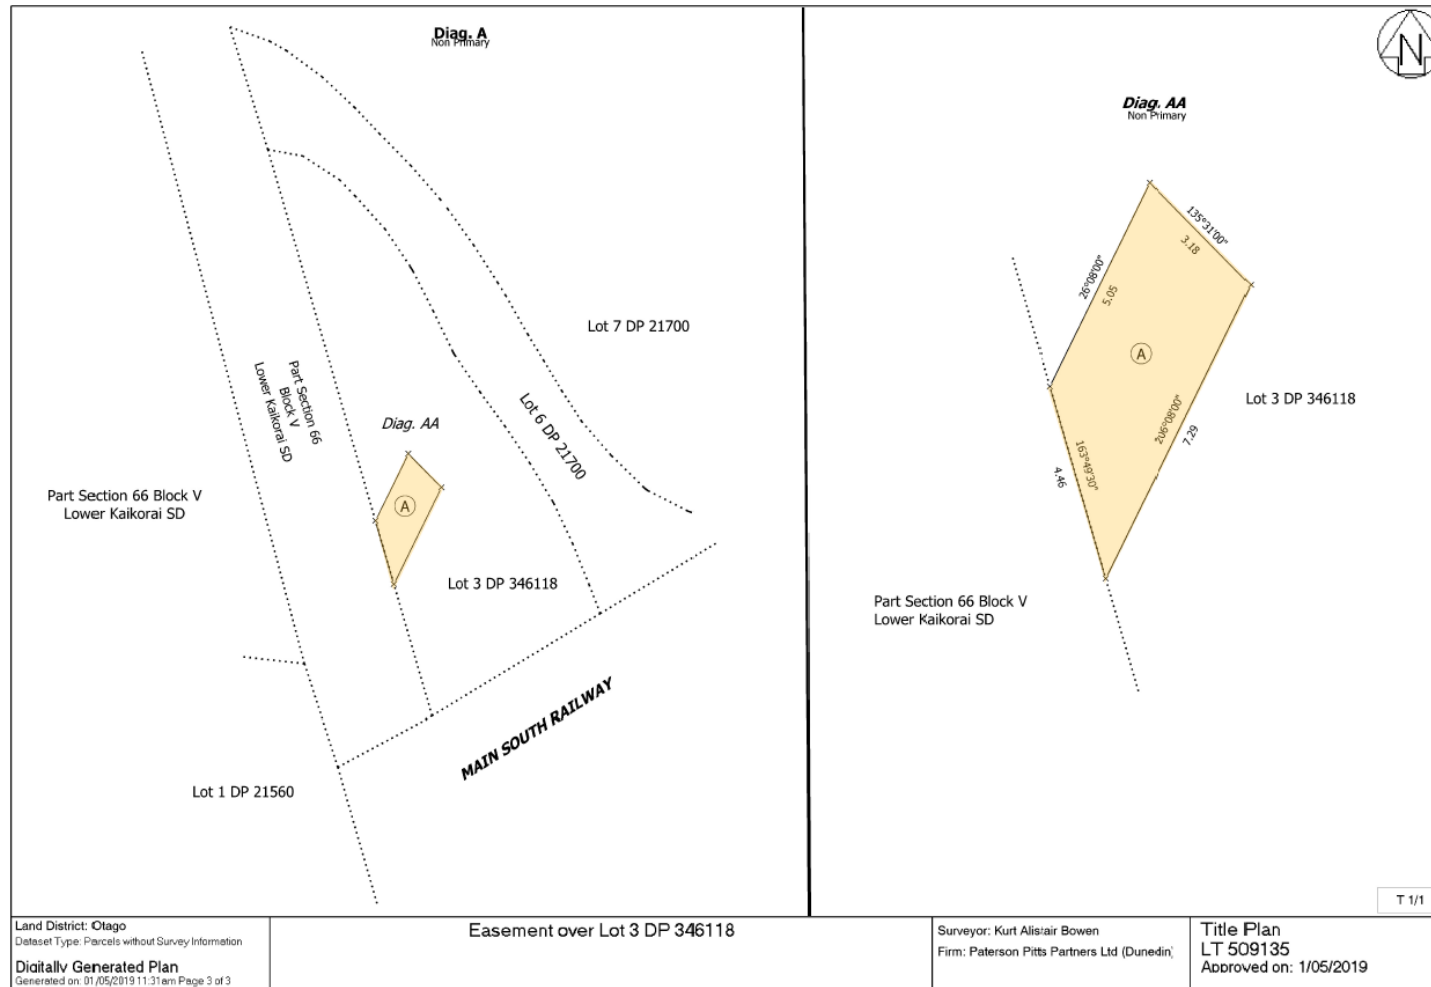 Diag. A
Non Primary
N
Diag. AA
Non Primary
135°31'00"
3.18
26°08'00"
5.05
A
Lot 7 DP 21700
Part Section 66
Block V
Lower Kaikorai SD
Diag. AA
Lot 6 DP 21700
Lot 3 DP 346118
206°08'00"
7.29
163°49'30"
4.46
Part Section 66 Block V
Lower Kaikorai SD
A
Lot 3 DP 346118
Part Section 66 Block V
Lower Kaikorai SD
MAIN SOUTH RAILWAY
Lot 1 DP 21560
T 1/1
Land District: Otago
Dataset Type: Parcels without Survey Information
Digitally Generated Plan
Generated on: 01/05/2019 11:31am Page 3 of 3
Easement over Lot 3 DP 346118
Surveyor: Kurt Alistair Bowen
Firm: Paterson Pitts Partners Ltd (Dunedin)
Title Plan
LT 509135
Approved on: 1/05/2019